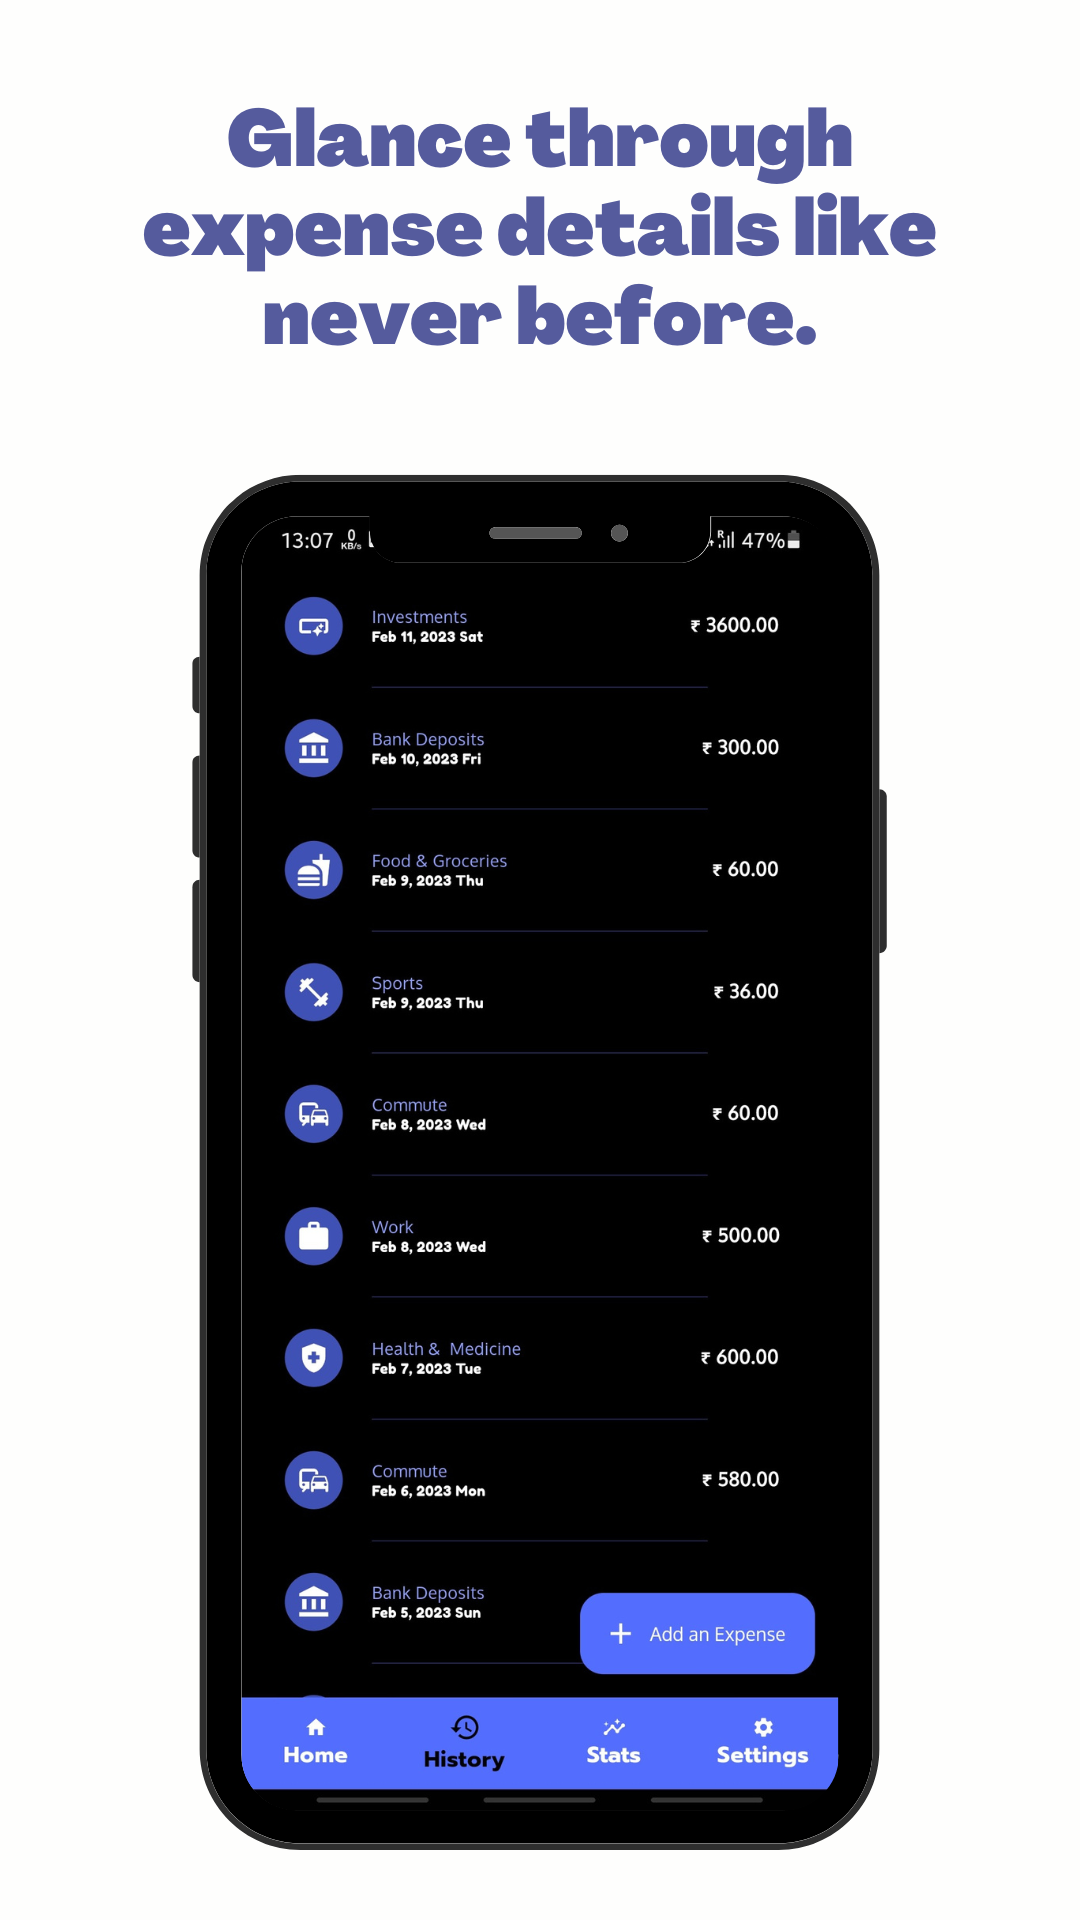 Glance through
expense details like
never before.
13:07 0 KB/s R 47%
Investments ₹ 3600.00
Feb 11, 2023 Sat
Bank Deposits ₹ 300.00
Feb 10, 2023 Fri
Food & Groceries ₹ 60.00
Feb 9, 2023 Thu
Sports ₹ 36.00
Feb 9, 2023 Thu
Commute ₹ 60.00
Feb 8, 2023 Wed
Work ₹ 500.00
Feb 8, 2023 Wed
Health &  Medicine ₹ 600.00
Feb 7, 2023 Tue
Commute ₹ 580.00
Feb 6, 2023 Mon
Bank Deposits
Feb 5, 2023 Sun
+ Add an Expense
Home History Stats Settings